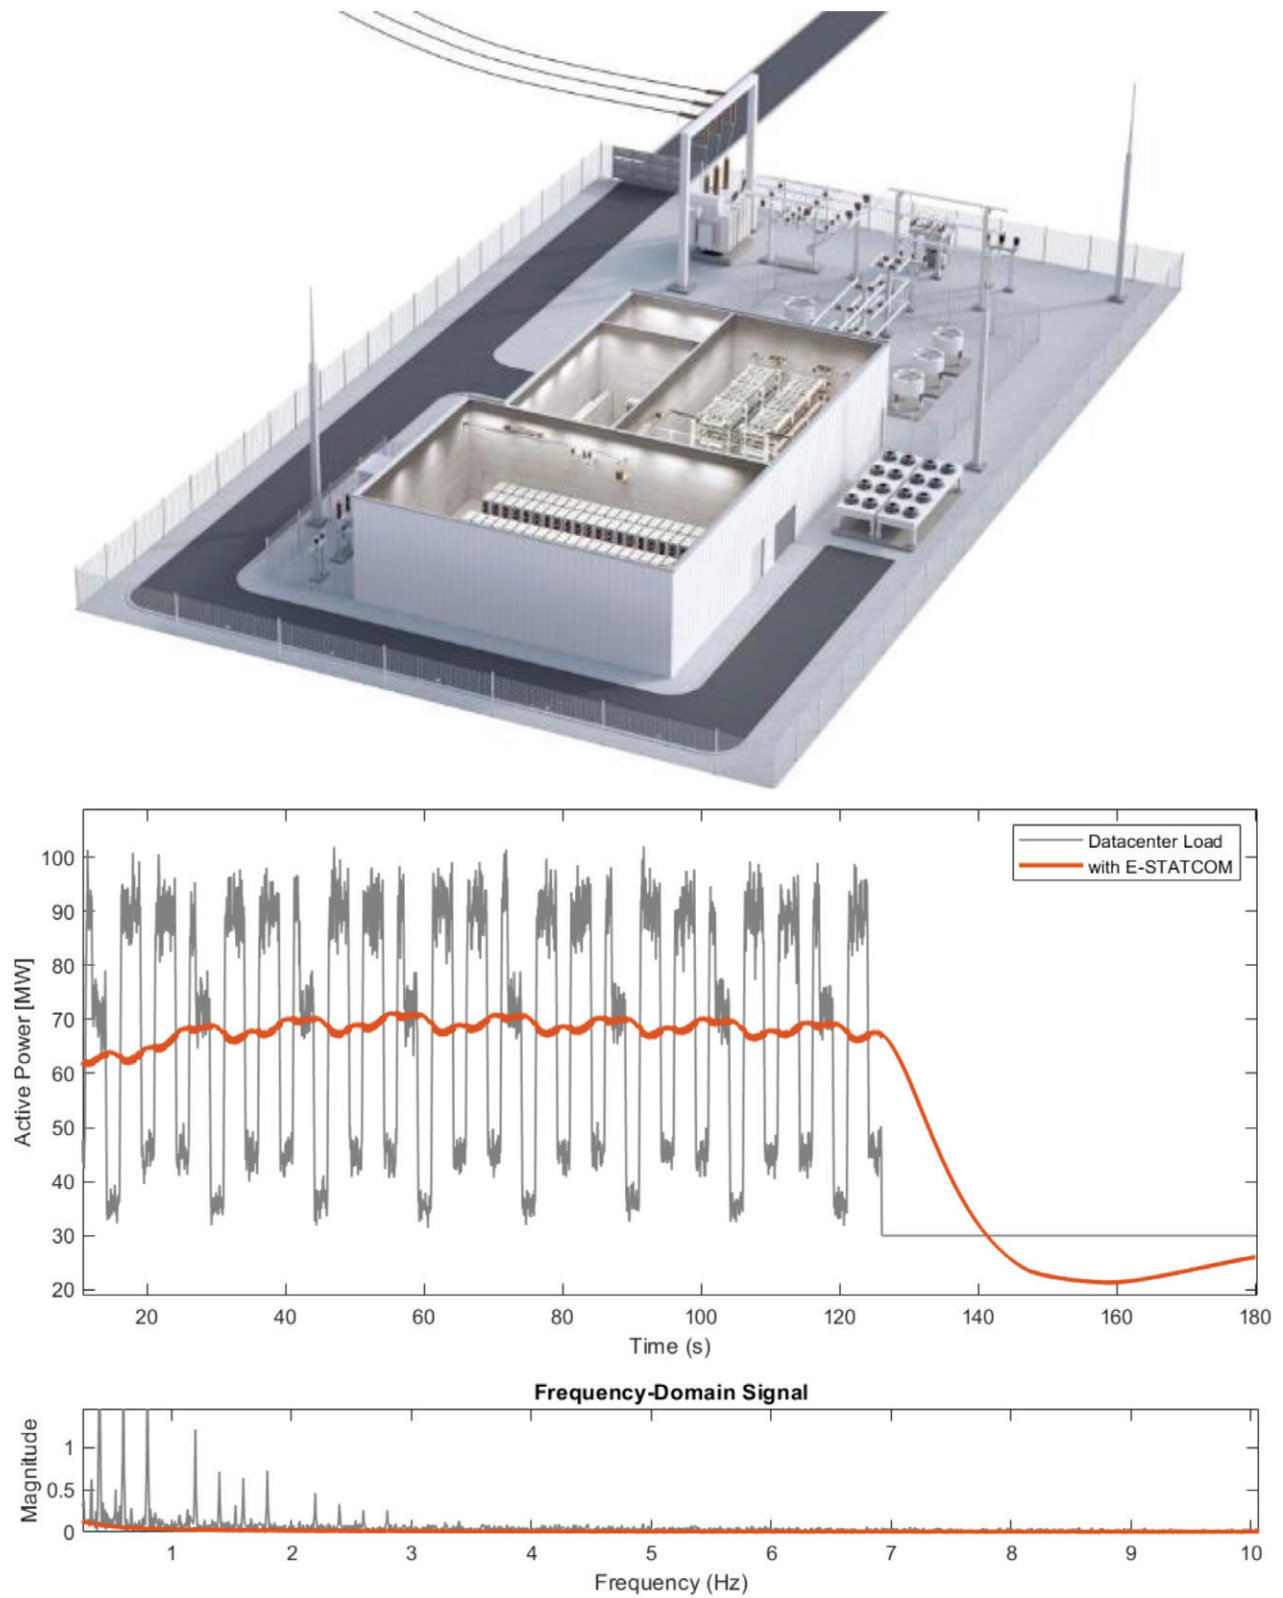 100
90
80
70
60
50
40
30
20
Active Power [MW]
Datacenter Load
with E-STATCOM
20 40 60 80 100 120 140 160 180
Time (s)
Frequency-Domain Signal
1
0.5
0
Magnitude
1 2 3 4 5 6 7 8 9 10
Frequency (Hz)